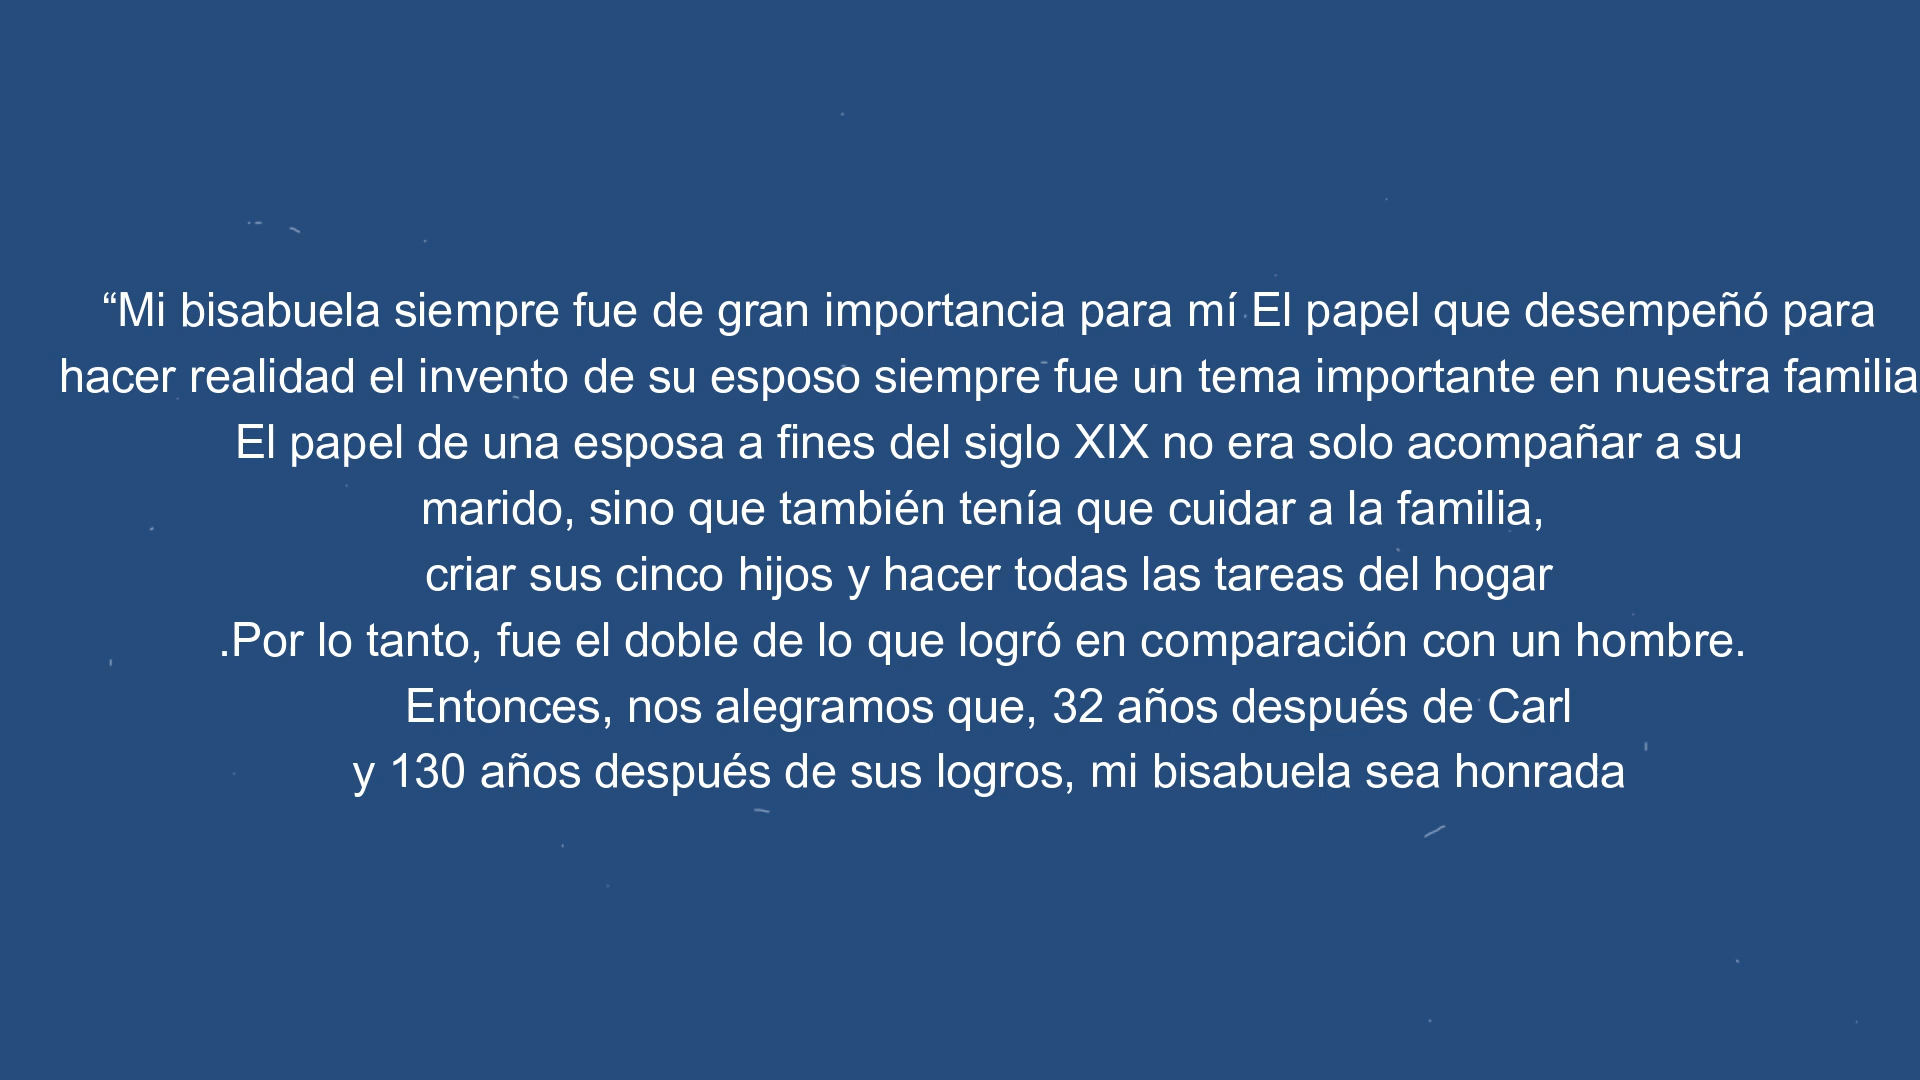 “Mi bisabuela siempre fue de gran importancia para mí El papel que desempeñó para
hacer realidad el invento de su esposo siempre fue un tema importante en nuestra familia
El papel de una esposa a fines del siglo XIX no era solo acompañar a su
marido, sino que también tenía que cuidar a la familia,
criar sus cinco hijos y hacer todas las tareas del hogar
.Por lo tanto, fue el doble de lo que logró en comparación con un hombre.
Entonces, nos alegramos que, 32 años después de Carl
y 130 años después de sus logros, mi bisabuela sea honrada